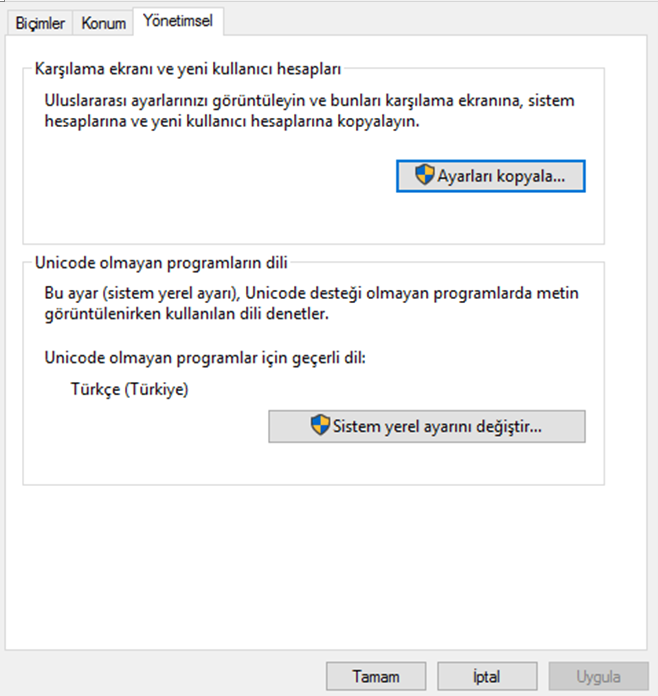 Biçimler Konum Yönetimsel
Karşılama ekranı ve yeni kullanıcı hesapları
Uluslararası ayarlarınızı görüntüleyin ve bunları karşılama ekranına, sistem
hesaplarına ve yeni kullanıcı hesaplarına kopyalayın.
Ayarları kopyala...
Unicode olmayan programların dili
Bu ayar (sistem yerel ayarı), Unicode desteği olmayan programlarda metin
görüntülenirken kullanılan dili denetler.
Unicode olmayan programlar için geçerli dil:
Türkçe (Türkiye)
Sistem yerel ayarını değiştir...
Tamam İptal Uygula